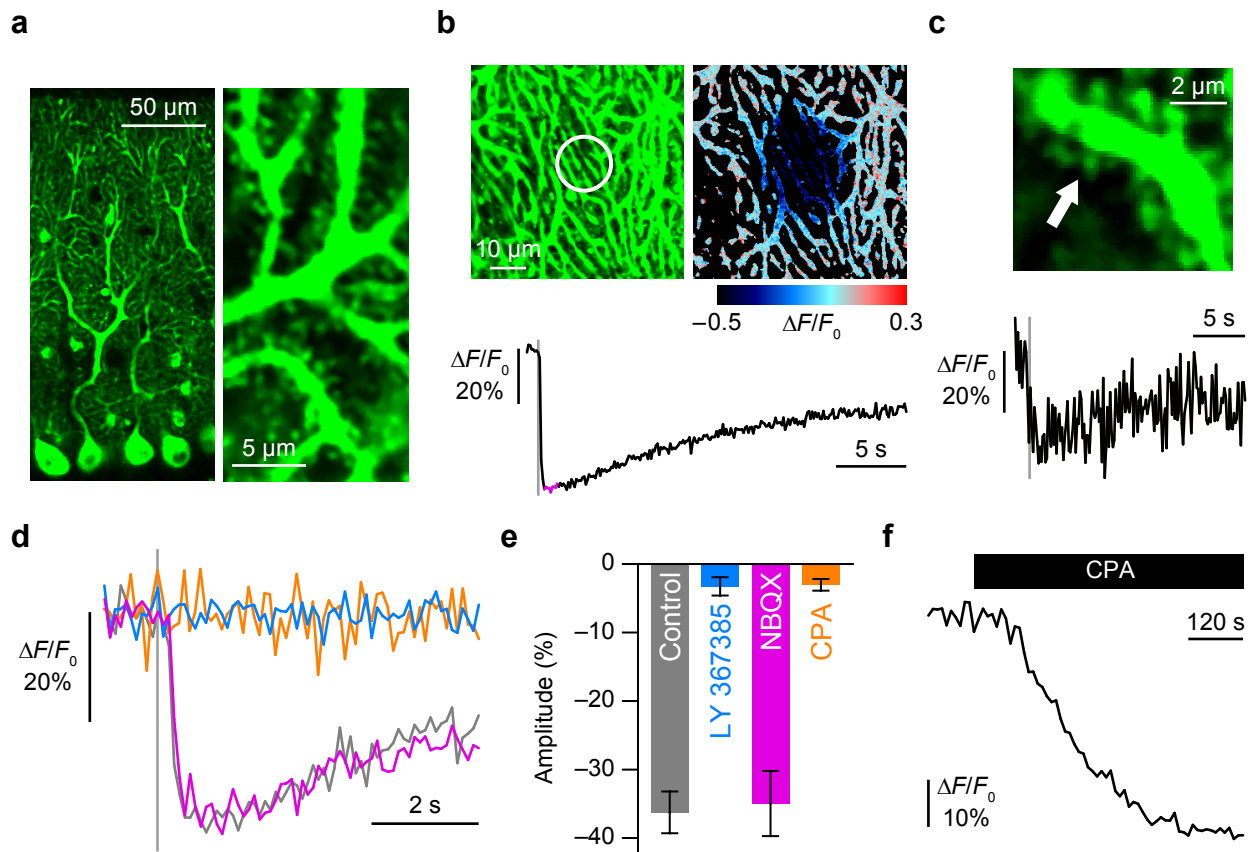 a
50 µm
5 µm
b
10 µm
–0.5
ΔF/F0
0.3
ΔF/F0
20%
5 s
c
2 µm
5 s
ΔF/F0
20%
d
ΔF/F0
20%
2 s
e
Amplitude (%)
0
–10
–20
–30
–40
Control
LY 367385
NBQX
CPA
f
CPA
120 s
ΔF/F0
10%